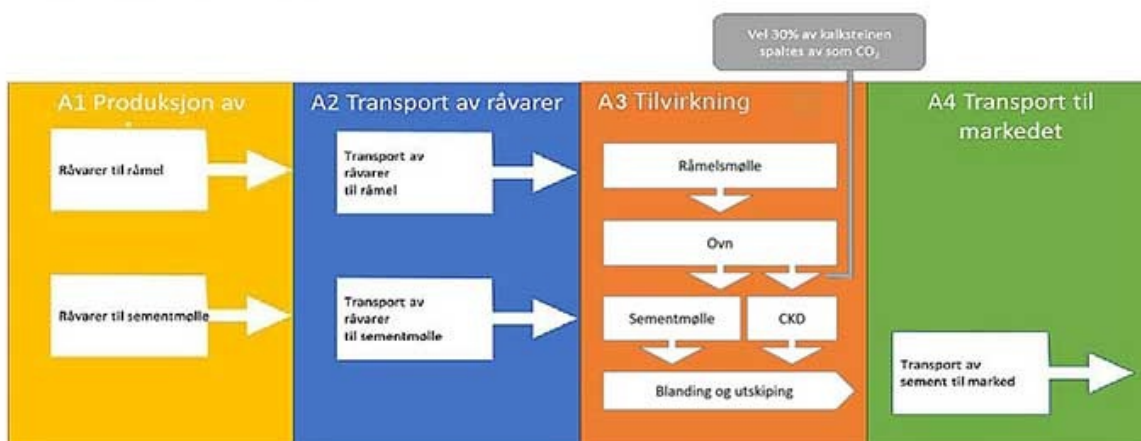 Vel 30% av kalksteinen
spaltes av som CO₂
A1 Produksjon av
Råvarer til råmel
Råvarer til sementmølle
A2 Transport av råvarer
Transport av
råvarer
til råmel
Transport av
råvarer
til sementmølle
A3 Tilvirkning
Råmelsmølle
Ovn
Sementmølle
CKD
Blanding og utskiping
A4 Transport til
markedet
Transport av
sement til marked